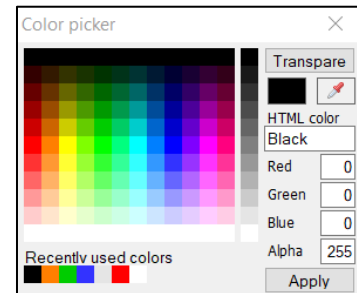 Color picker
Transpare
HTML color
Black
Red 0
Green 0
Blue 0
Alpha 255
Recently used colors
Apply